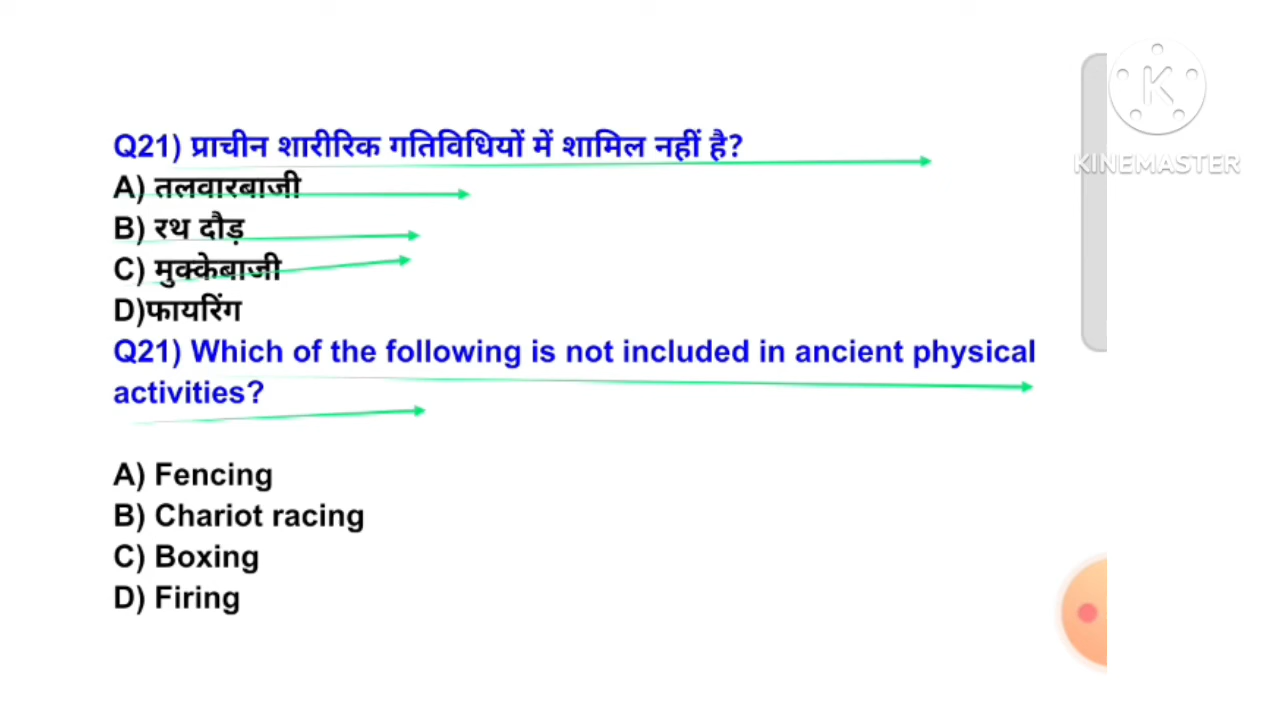 Q21) प्राचीन शारीरिक गतिविधियों में शामिल नहीं है?
A) तलवारबाजी
B) रथ दौड़
C) मुक्केबाजी
D)फायरिंग
Q21) Which of the following is not included in ancient physical
activities?
A) Fencing
B) Chariot racing
C) Boxing
D) Firing
K
KINEMASTER